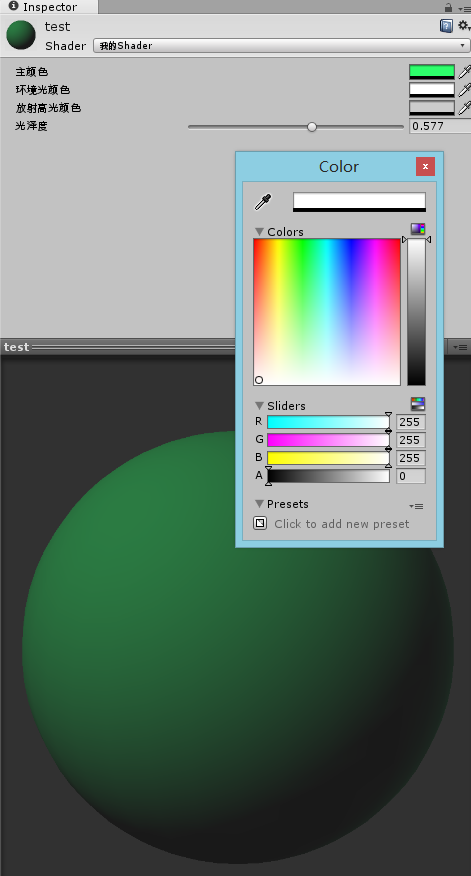 Inspector
test
Shader 我的Shader
主颜色
环境光颜色
放射高光颜色
光泽度 0.577
Color
Colors
Sliders
R 255
G 255
B 255
A 0
Presets
Click to add new preset
test